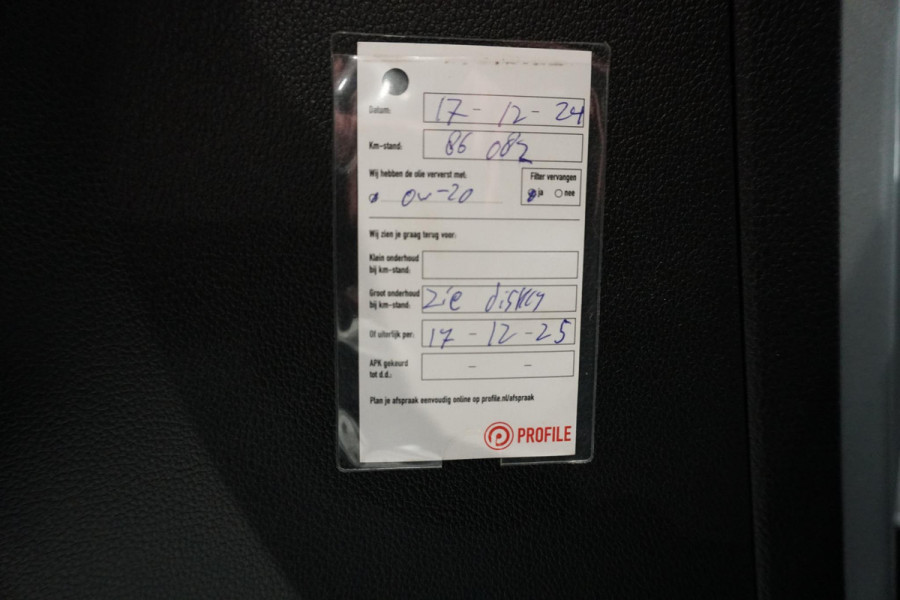 Datum: 17-12-24
Km-stand: 86 082
Wij hebben de olie ververst met: Filter vervangen
0w-20 ja nee
Wij zien je graag terug voor:
Klein onderhoud
bij km-stand:
Groot onderhoud
bij km-stand: zie display
Of uiterlijk per: 17-12-25
APK gekeurd
tot d.d.: - -
Plan je afspraak eenvoudig online op profile.nl/afspraak
PROFILE